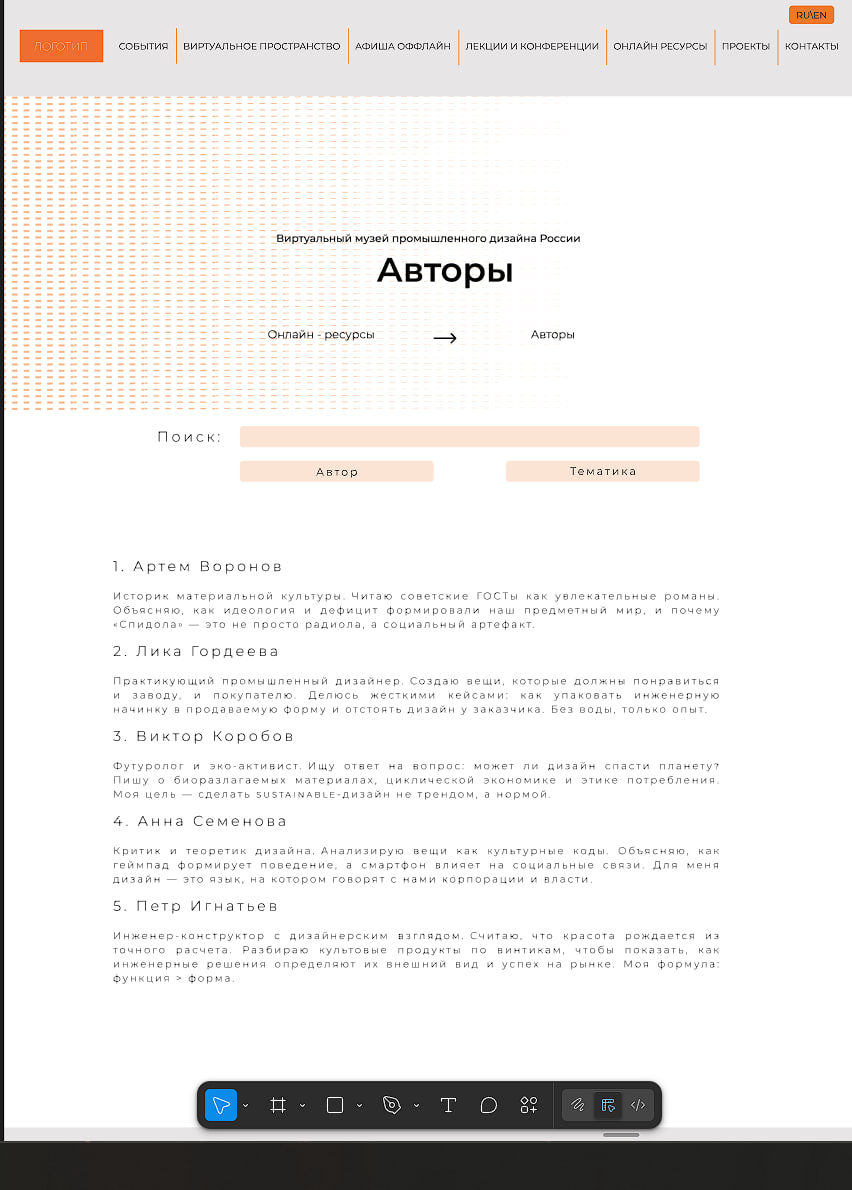 RU\EN
ЛОГОТИП
СОБЫТИЯ
ВИРТУАЛЬНОЕ ПРОСТРАНСТВО
АФИША ОФФЛАЙН
ЛЕКЦИИ И КОНФЕРЕНЦИИ
ОНЛАЙН РЕСУРСЫ
ПРОЕКТЫ
КОНТАКТЫ
Виртуальный музей промышленного дизайна России
Авторы
Онлайн - ресурсы → Авторы
Поиск:
Автор
Тематика
1. Артем Воронов
Историк материальной культуры. Читаю советские ГОСТы как увлекательные романы.
Объясняю, как идеология и дефицит формировали наш предметный мир, и почему
«Спидола» — это не просто радиола, а социальный артефакт.
2. Лика Гордеева
Практикующий промышленный дизайнер. Создаю вещи, которые должны понравиться
и заводу, и покупателю. Делюсь жесткими кейсами: как упаковать инженерную
начинку в продаваемую форму и отстоять дизайн у заказчика. Без воды, только опыт.
3. Виктор Коробов
Футуролог и эко-активист. Ищу ответ на вопрос: может ли дизайн спасти планету?
Пишу о биоразлагаемых материалах, циклической экономике и этике потребления.
Моя цель — сделать SUSTAINABLE-дизайн не трендом, а нормой.
4. Анна Семенова
Критик и теоретик дизайна. Анализирую вещи как культурные коды. Объясняю, как
геймпад формирует поведение, а смартфон влияет на социальные связи. Для меня
дизайн — это язык, на котором говорят с нами корпорации и власти.
5. Петр Игнатьев
Инженер-конструктор с дизайнерским взглядом. Считаю, что красота рождается из
точного расчета. Разбираю культовые продукты по винтикам, чтобы показать, как
инженерные решения определяют их внешний вид и успех на рынке. Моя формула:
функция > форма.